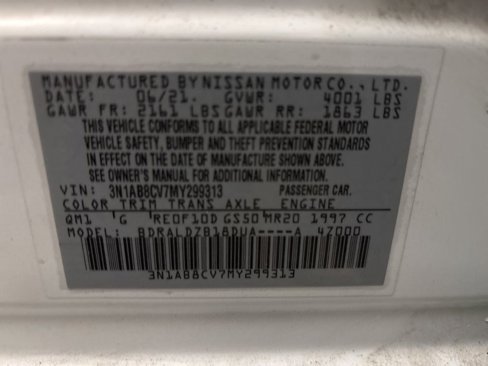 MANUFACTURED BY NISSAN MOTOR CO., LTD.
DATE: 06/21. GVWR: 4001 LBS
GAWR FR: 2161 LBS GAWR RR: 1863 LBS
THIS VEHICLE CONFORMS TO ALL APPLICABLE FEDERAL MOTOR
VEHICLE SAFETY, BUMPER AND THEFT PREVENTION STANDARDS
IN EFFECT ON THE DATE OF MANUFACTURE SHOWN ABOVE.
SEE OWNER'S MANUAL FOR ADDITIONAL INFORMATION.
VIN: 3N1AB8CV7MY299313 PASSENGER CAR.
COLOR TRIM TRANS AXLE ENGINE
QM1 G RE0F10D GS50 MR20 1997 CC
MODEL: BDRALDZB18DUA----A 4Z000
3N1AB8CV7MY299313